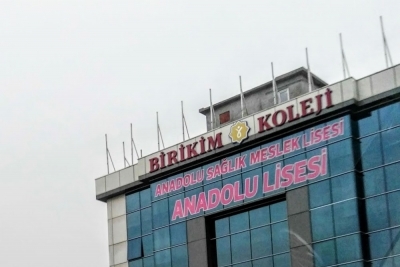 BİRİKİM KOLEJİ
ANADOLU SAĞLIK MESLEK LİSESİ
ANADOLU LİSESİ